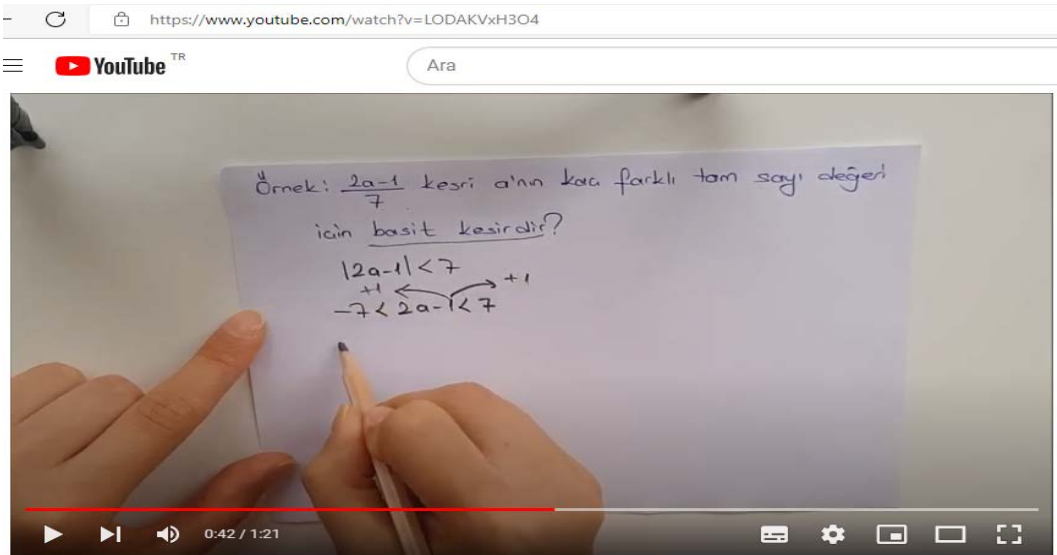 https://www.youtube.com/watch?v=LODAKVxH3O4
YouTube TR
Ara
Örnek: 2a-1/7 kesri a'nın kaç farklı tam sayı değeri
için basit kesirdir?
|2a-1|<7
+1 +1
-7<2a-1<7
0:42 / 1:21